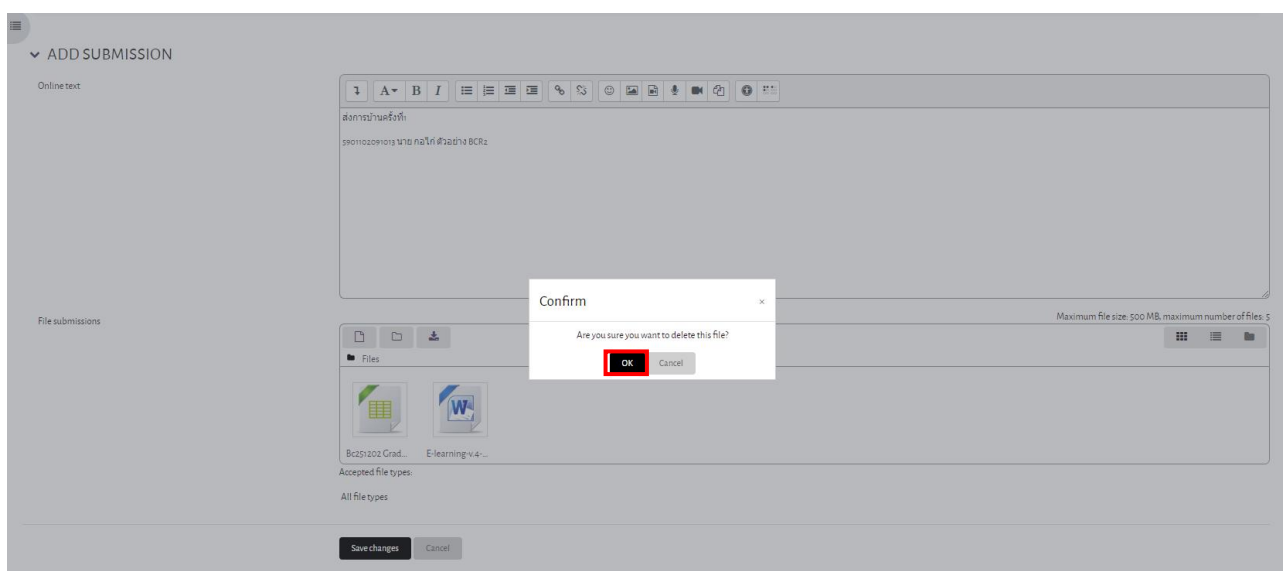 ADD SUBMISSION
Online text
ส่งการบ้านครั้งที่1
5901102091013 นาย กอไก่ ตัวอย่าง BCR2
Confirm ×
Are you sure you want to delete this file?
OK Cancel
File submissions
Maximum file size: 500 MB, maximum number of files: 5
Files
Bc251202 Grad... E-learning-v.4-...
Accepted file types:
All file types
Save changes Cancel